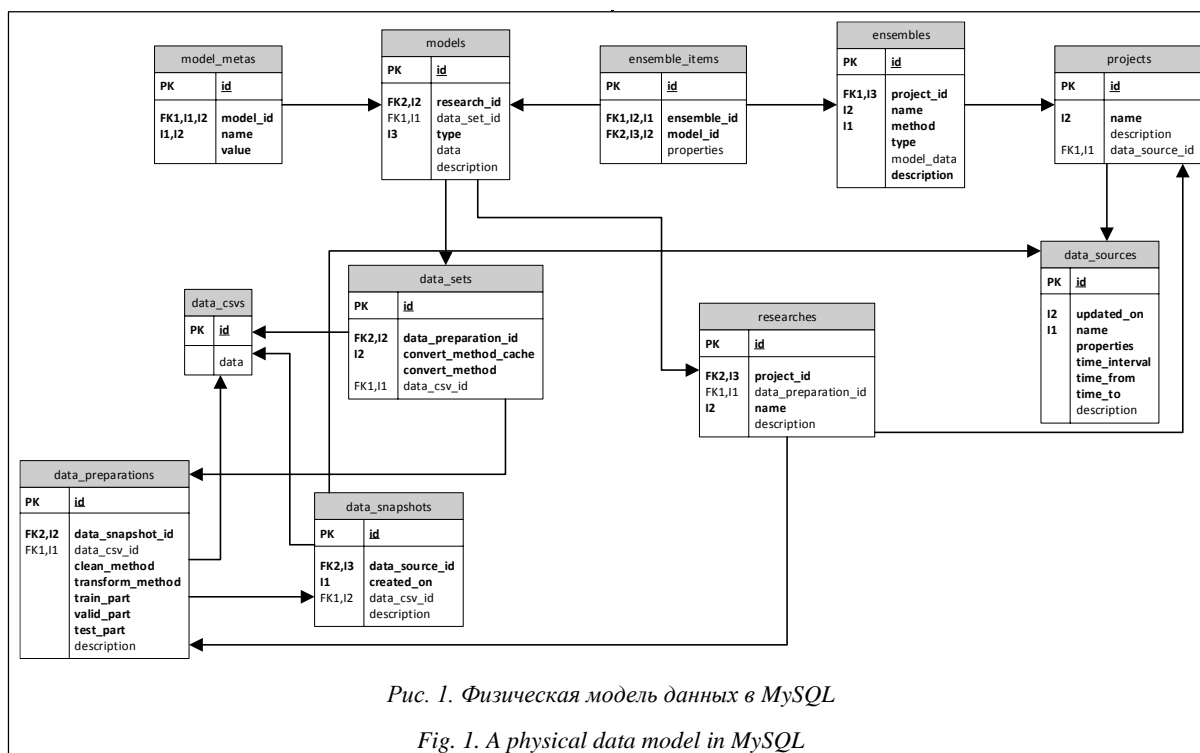 model_metas
PK id
FK1,I1,I2 model_id
I1,I2 name
value
models
PK id
FK2,I2 research_id
FK1,I1 data_set_id
I3 type
data
description
ensemble_items
PK id
FK1,I2,I1 ensemble_id
FK2,I3,I2 model_id
properties
ensembles
PK id
FK1,I3 project_id
I2 name
I1 method
type
model_data
description
projects
PK id
I2 name
description
FK1,I1 data_source_id
data_csvs
PK id
data
data_sets
PK id
FK2,I2 data_preparation_id
I2 convert_method_cache
convert_method
FK1,I1 data_csv_id
researches
PK id
FK2,I3 project_id
FK1,I1 data_preparation_id
I2 name
description
data_sources
PK id
I2 updated_on
I1 name
properties
time_interval
time_from
time_to
description
data_preparations
PK id
FK2,I2 data_snapshot_id
FK1,I1 data_csv_id
clean_method
transform_method
train_part
valid_part
test_part
description
data_snapshots
PK id
FK2,I3 data_source_id
I1 created_on
FK1,I2 data_csv_id
description
Рис. 1. Физическая модель данных в MySQL
Fig. 1. A physical data model in MySQL